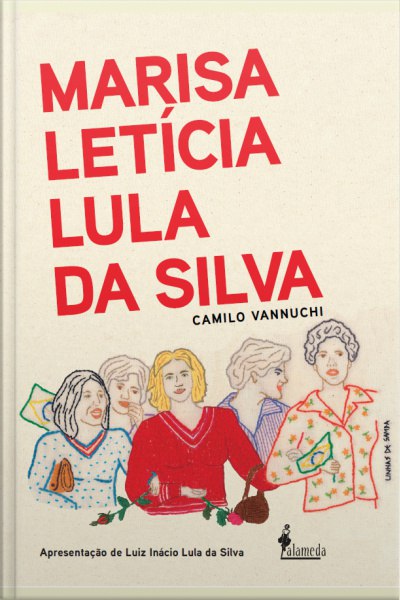 MARISA
LETÍCIA
LULA
DA SILVA
CAMILO VANNUCHI
LINHAS DE SAMPA
Apresentação de Luiz Inácio Lula da Silva
alameda